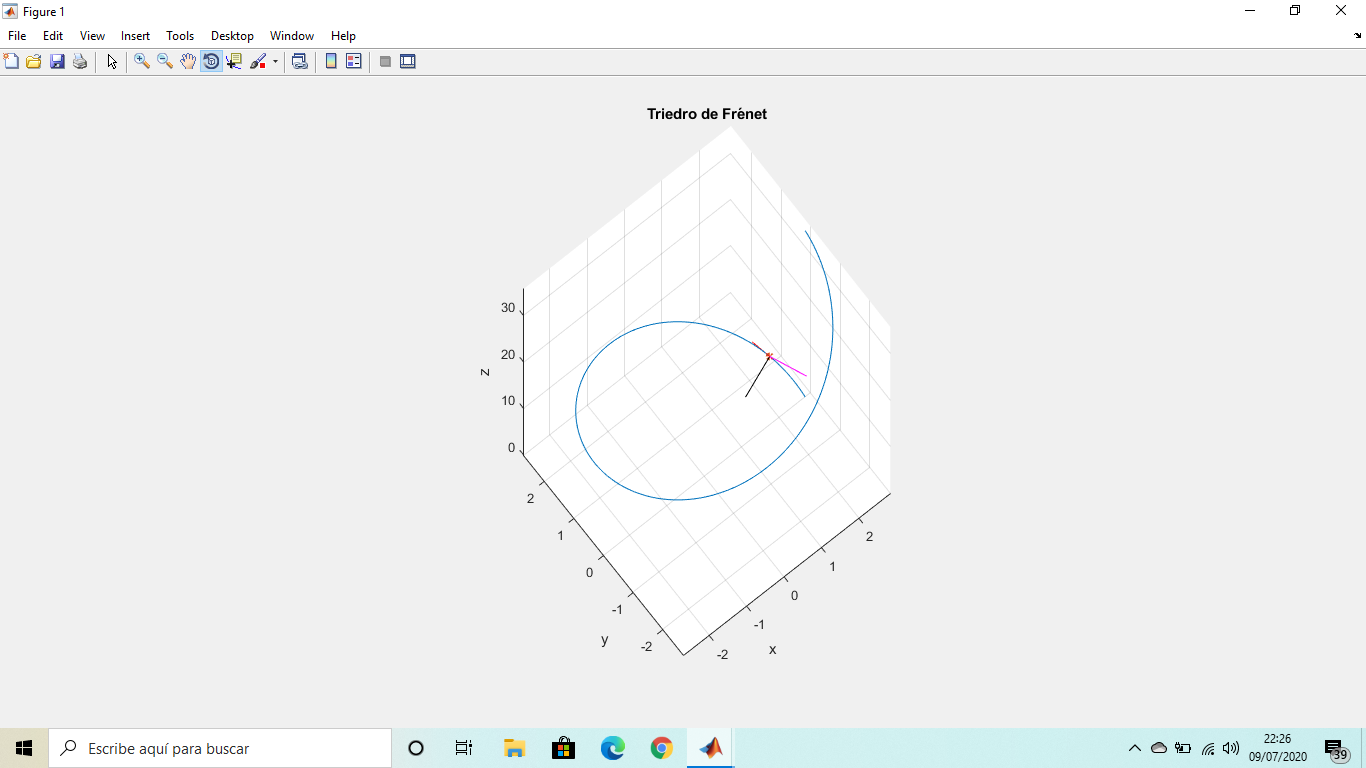 Figure 1
File Edit View Insert Tools Desktop Window Help
Triedro de Frénet
30
20
10
0
z
2
1
0
-1
-2
y
2
1
0
-1
-2
x
Escribe aquí para buscar
22:26
09/07/2020
39